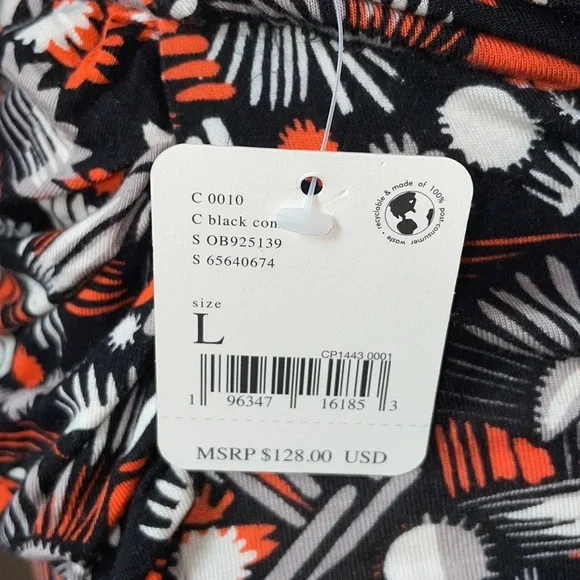 C 0010
C black con
S OB925139
S 65640674
recyclable & made of 100% post-consumer waste •
size
L
CP1443 0001
1 96347 16185 3
MSRP $128.00 USD